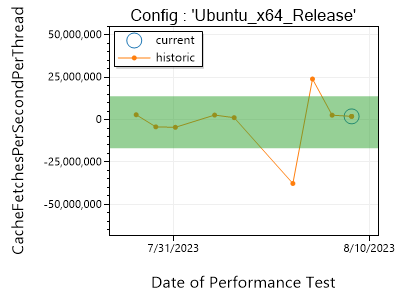 Config : 'Ubuntu_x64_Release'
CacheFetchesPerSecondPerThread
50,000,000
25,000,000
0
-25,000,000
-50,000,000
current
historic
7/31/2023
8/10/2023
Date of Performance Test